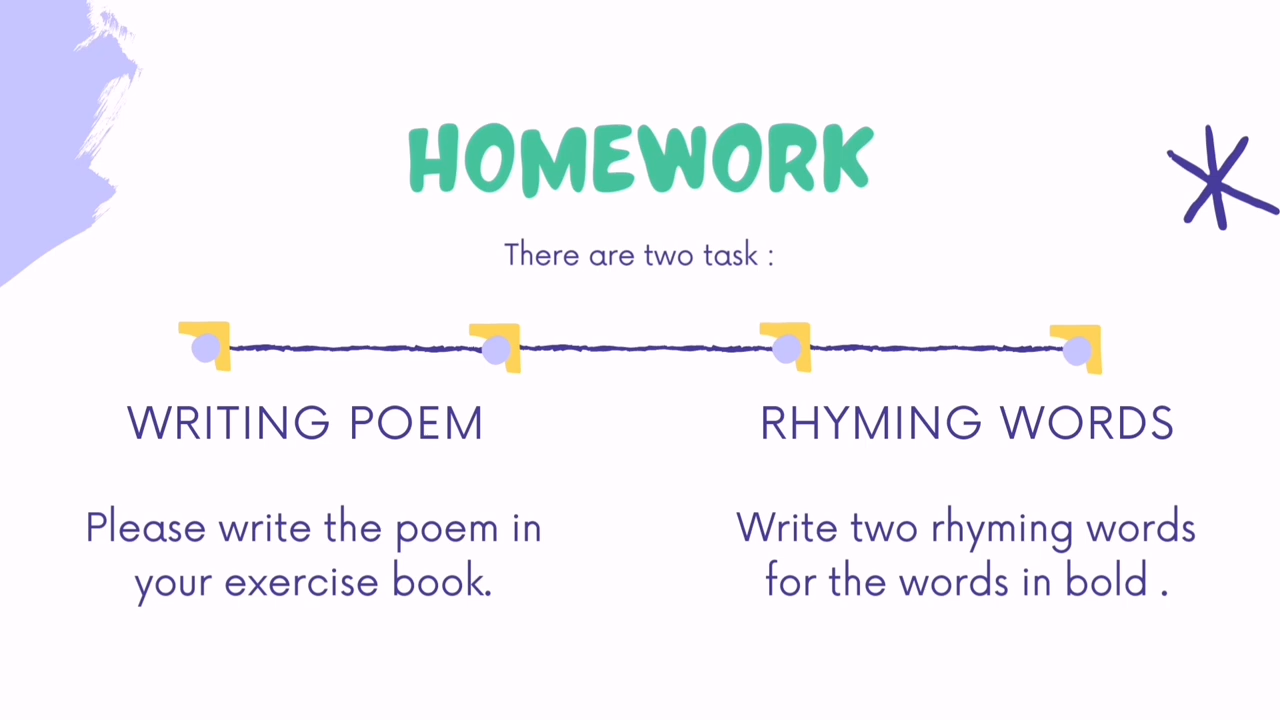 HOMEWORK
There are two task :
WRITING POEM
Please write the poem in
your exercise book.
RHYMING WORDS
Write two rhyming words
for the words in bold .